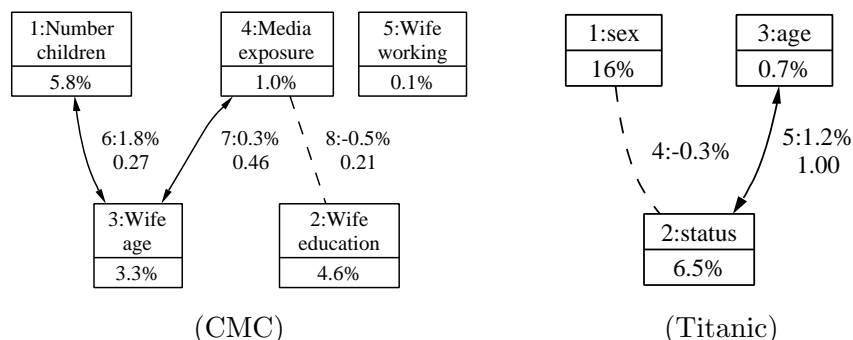 1:Number
children
5.8%
4:Media
exposure
1.0%
5:Wife
working
0.1%
6:1.8%
0.27
7:0.3%
0.46
8:-0.5%
0.21
3:Wife
age
3.3%
2:Wife
education
4.6%
(CMC)
1:sex
16%
3:age
0.7%
4:-0.3%
5:1.2%
1.00
2:status
6.5%
(Titanic)